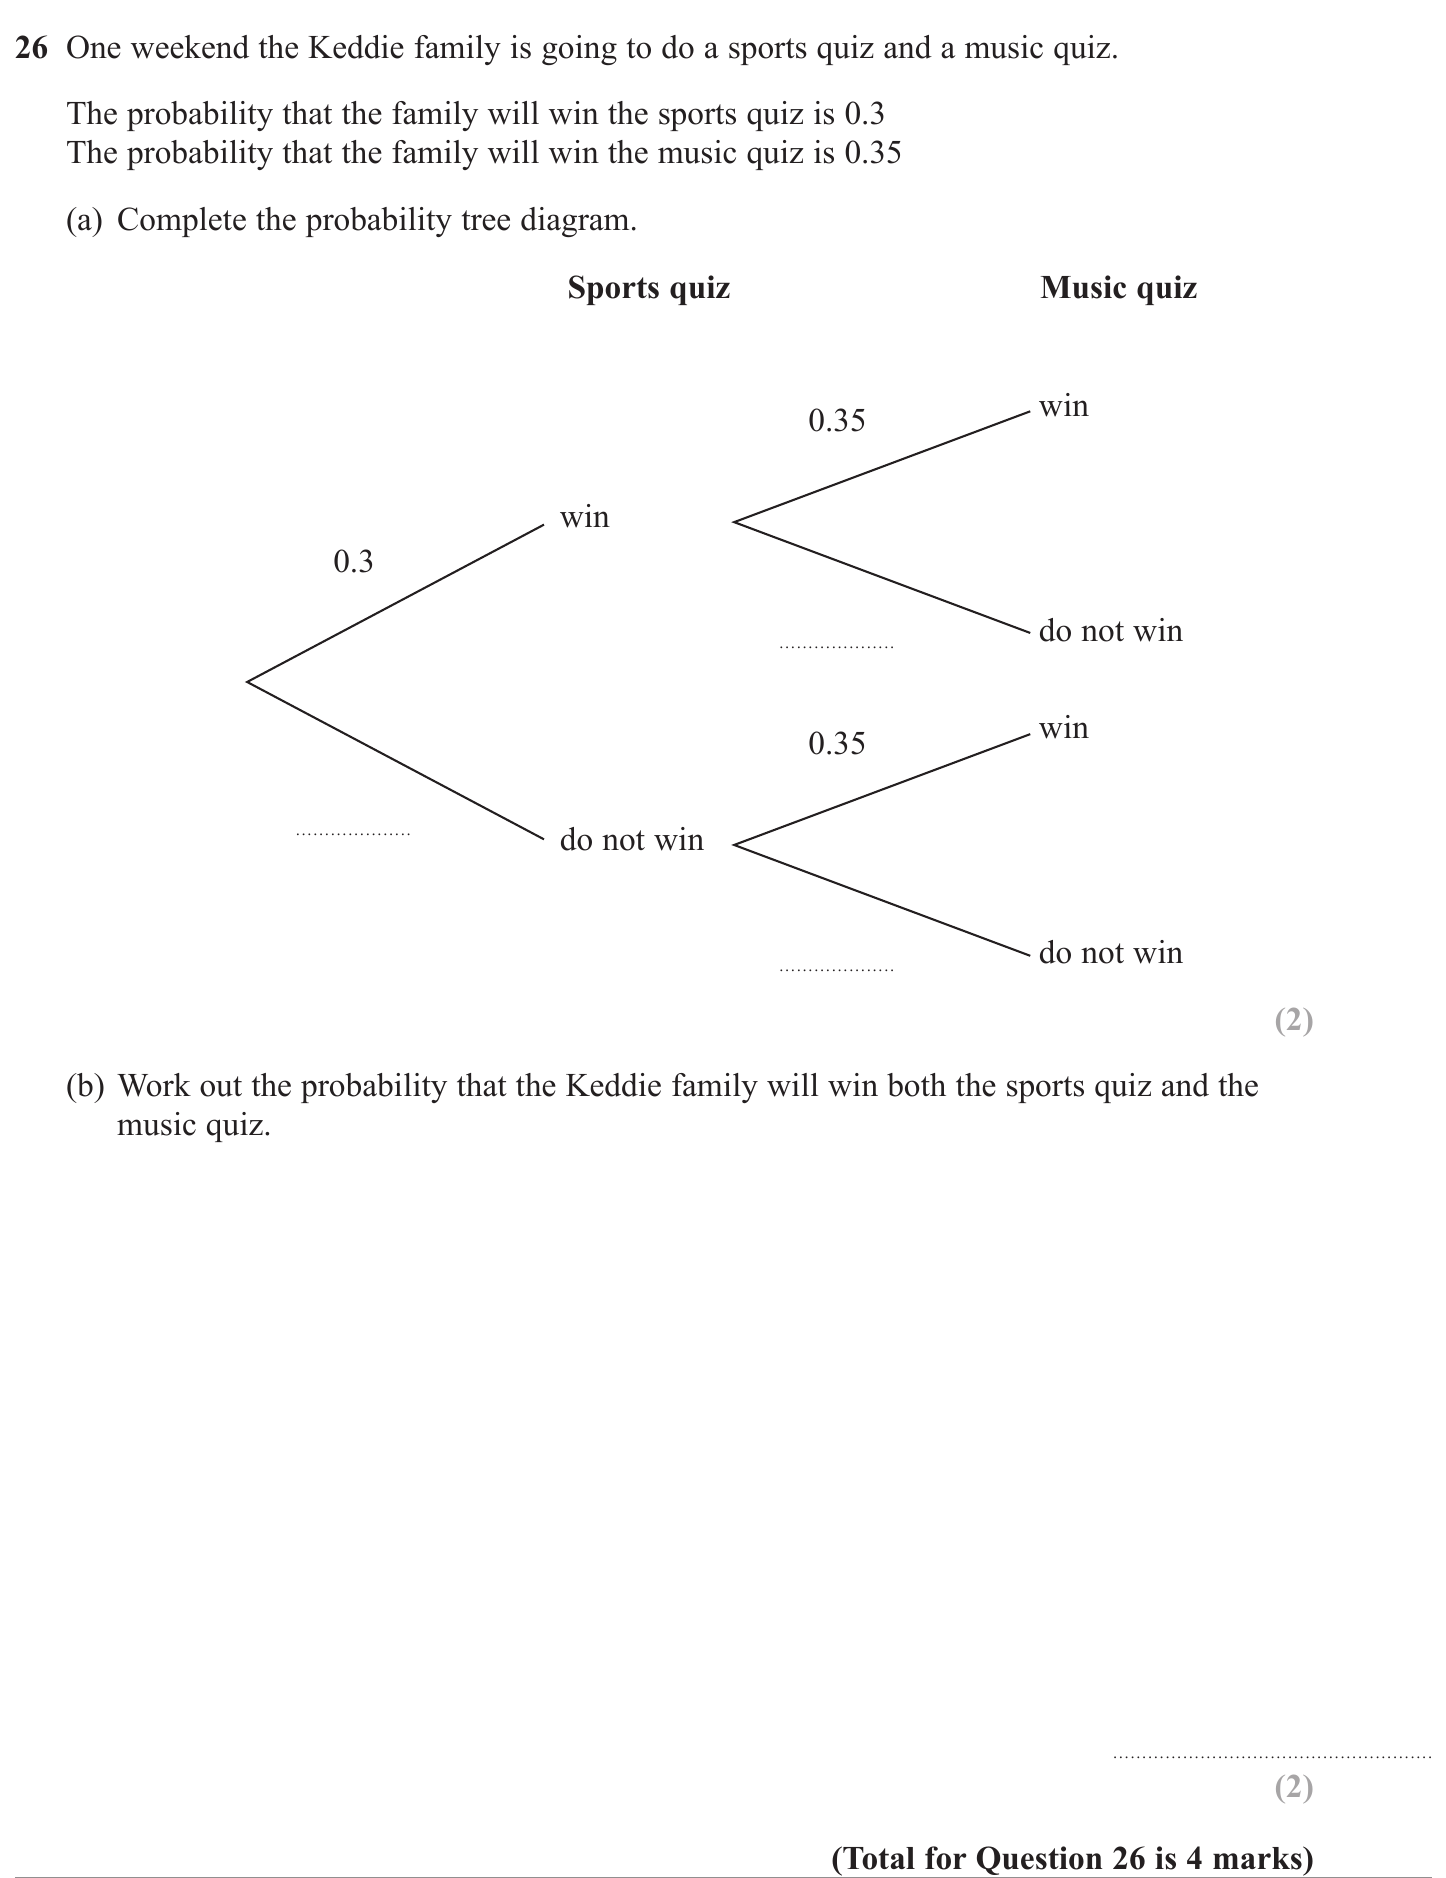 26 One weekend the Keddie family is going to do a sports quiz and a music quiz.
The probability that the family will win the sports quiz is 0.3
The probability that the family will win the music quiz is 0.35
(a) Complete the probability tree diagram.
Sports quiz Music quiz
0.35 win
win
0.3
do not win
....................
0.35 win
....................
do not win
do not win
....................
(2)
(b) Work out the probability that the Keddie family will win both the sports quiz and the
music quiz.
.......................................................
(2)
(Total for Question 26 is 4 marks)